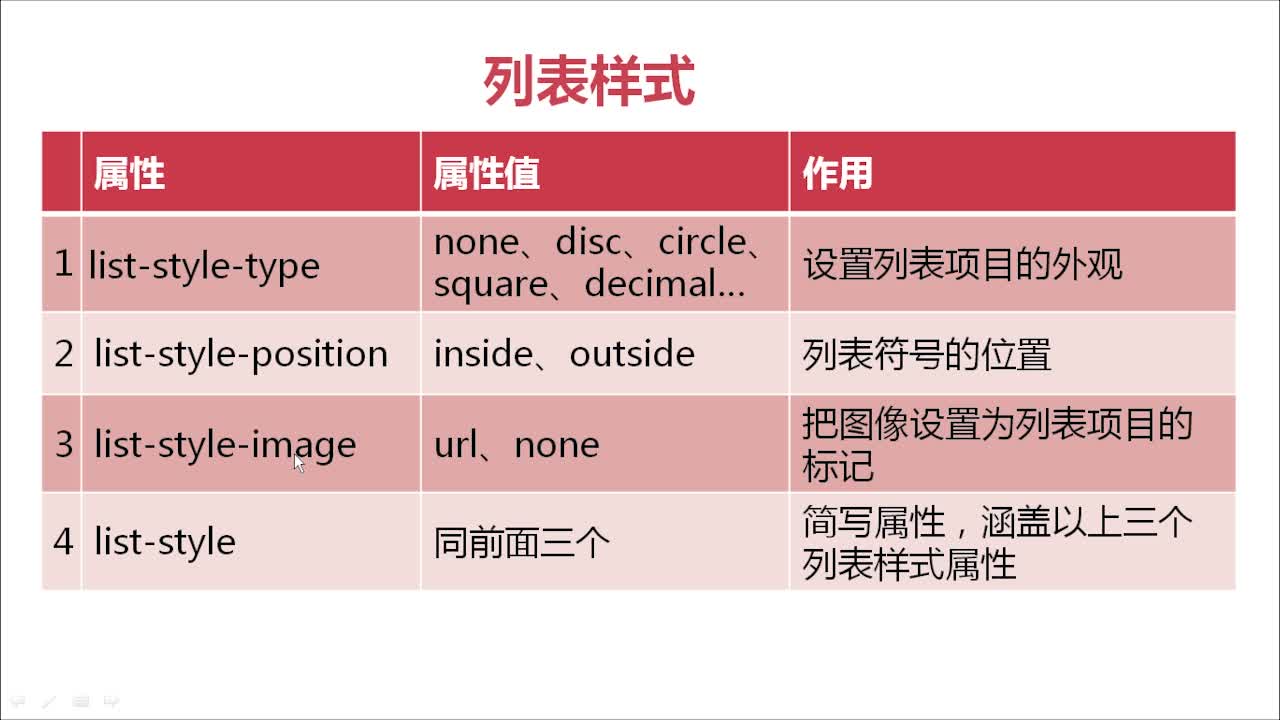 列表样式
属性 属性值 作用
1 list-style-type none、disc、circle、 设置列表项目的外观
square、decimal...
2 list-style-position inside、outside 列表符号的位置
3 list-style-image url、none 把图像设置为列表项目的
标记
4 list-style 同前面三个 简写属性，涵盖以上三个
列表样式属性